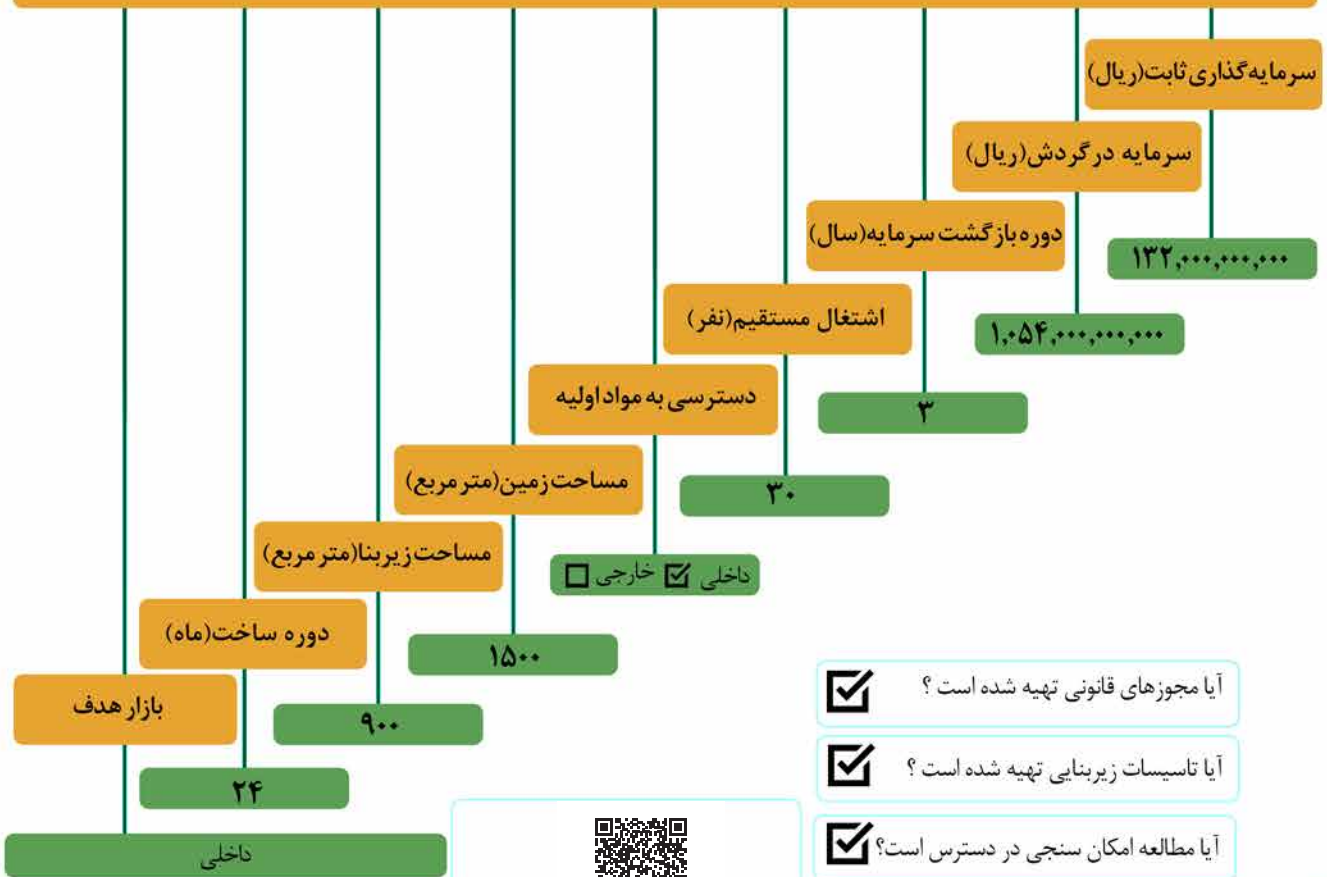 سرمایه‌گذاری ثابت(ریال)
۱۳۲,۰۰۰,۰۰۰,۰۰۰
سرمایه در گردش(ریال)
۱,۰۵۴,۰۰۰,۰۰۰,۰۰۰
دوره بازگشت سرمایه(سال)
۳
اشتغال مستقیم(نفر)
۳۰
دسترسی به مواد اولیه
داخلی ☑ خارجی ☐
مساحت زمین(متر مربع)
۱۵۰۰
مساحت زیربنا(متر مربع)
۹۰۰
دوره ساخت(ماه)
۲۴
بازار هدف
داخلی
آیا مجوزهای قانونی تهیه شده است ؟ ☑
آیا تاسیسات زیربنایی تهیه شده است ؟ ☑
آیا مطالعه امکان سنجی در دسترس است؟ ☑